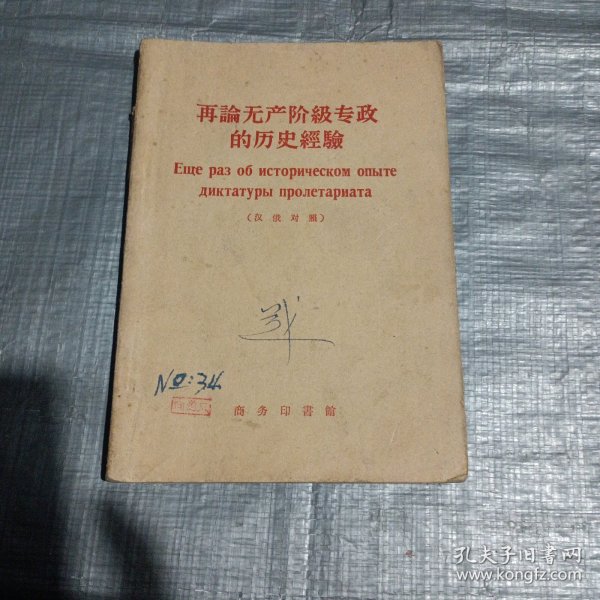 再論无产阶級专政
的历史經驗
Еще раз об историческом опыте
диктатуры пролетариата
（汉俄对照）
No:34
商务印書館
孔夫子旧书网
www.kongfz.com